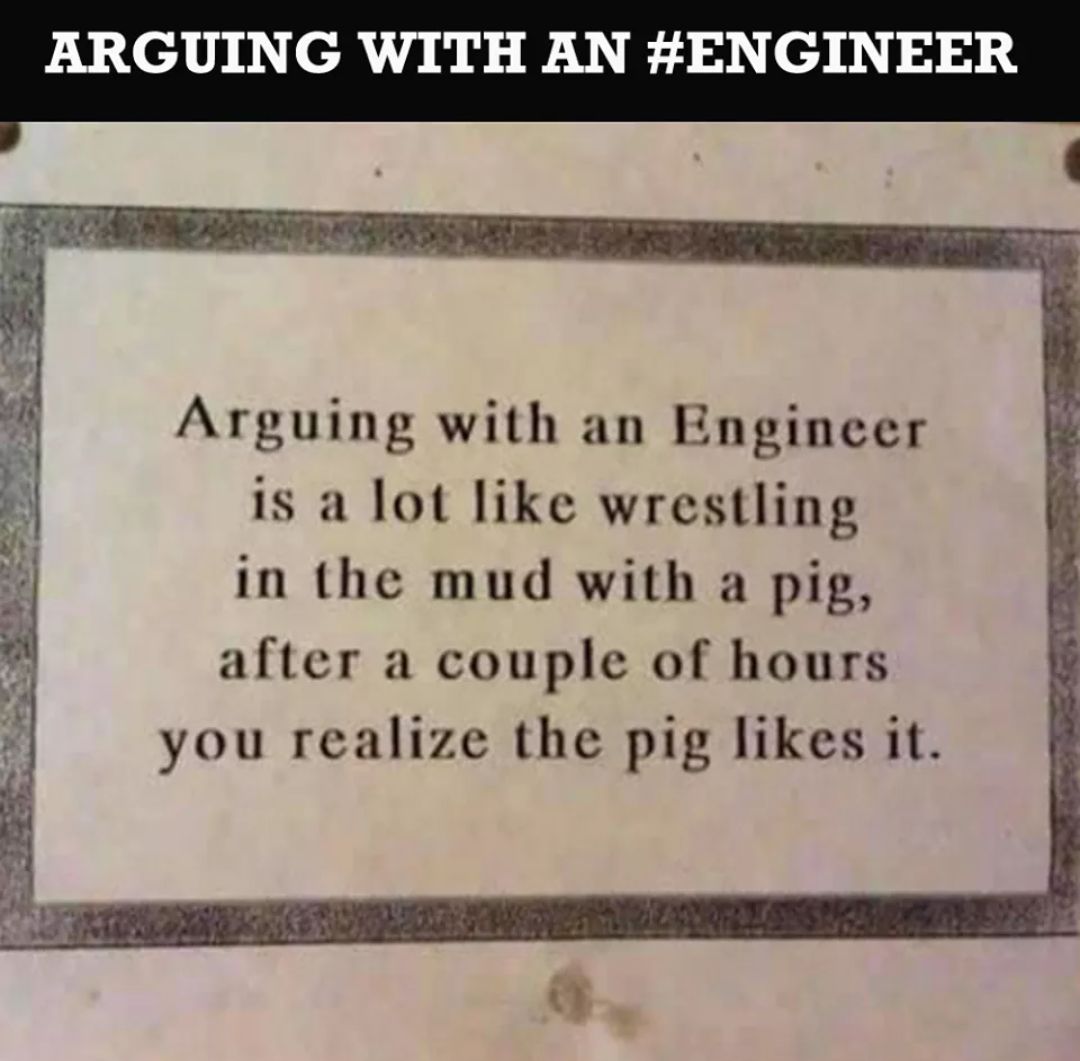 ARGUING WITH AN #ENGINEER
Arguing with an Engineer
is a lot like wrestling
in the mud with a pig,
after a couple of hours
you realize the pig likes it.